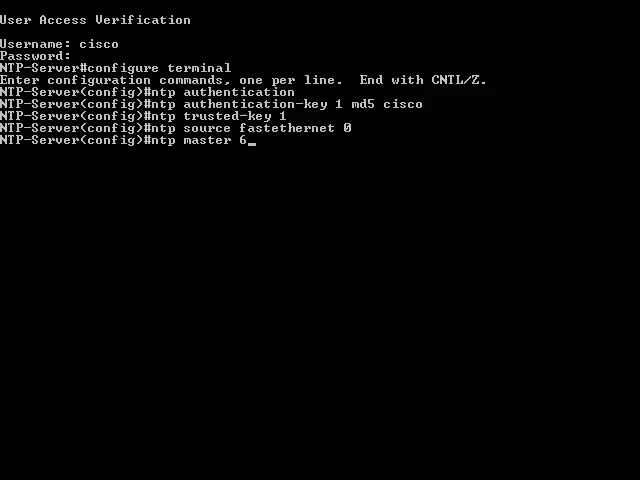 User Access Verification
Username: cisco
Password:
NTP-Server#configure terminal
Enter configuration commands, one per line.  End with CNTL/Z.
NTP-Server(config)#ntp authentication
NTP-Server(config)#ntp authentication-key 1 md5 cisco
NTP-Server(config)#ntp trusted-key 1
NTP-Server(config)#ntp source fastethernet 0
NTP-Server(config)#ntp master 6_